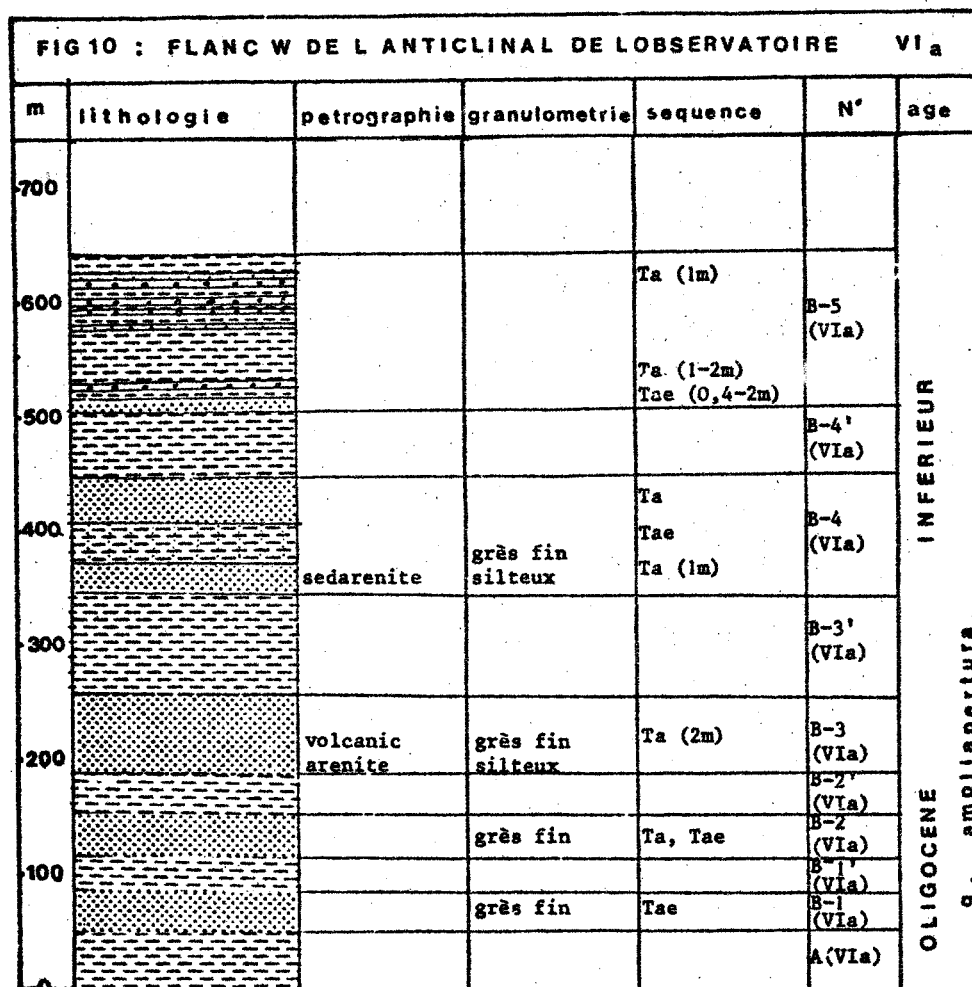 FIG 10 : FLANC W DE L ANTICLINAL DE LOBSERVATOIRE VI a
m lithologie petrographie granulometrie sequence N° age
700
600
500
400
300
200
100
0
Ta (1m)
B-5
(VIa)
Ta (1-2m)
Tae (0,4-2m)
B-4'
(VIa)
Ta
Tae
Ta (1m)
B-4
(VIa)
sedarenite
grès fin
silteux
B-3'
(VIa)
volcanic
arenite
grès fin
silteux
Ta (2m)
B-3
(VIa)
B-2'
(VIa)
grès fin
Ta, Tae
B-2
(VIa)
B-1'
(VIa)
grès fin
Tae
B-1
(VIa)
A(VIa)
OLIGOCENE INFERIEUR
g. ampliapertura